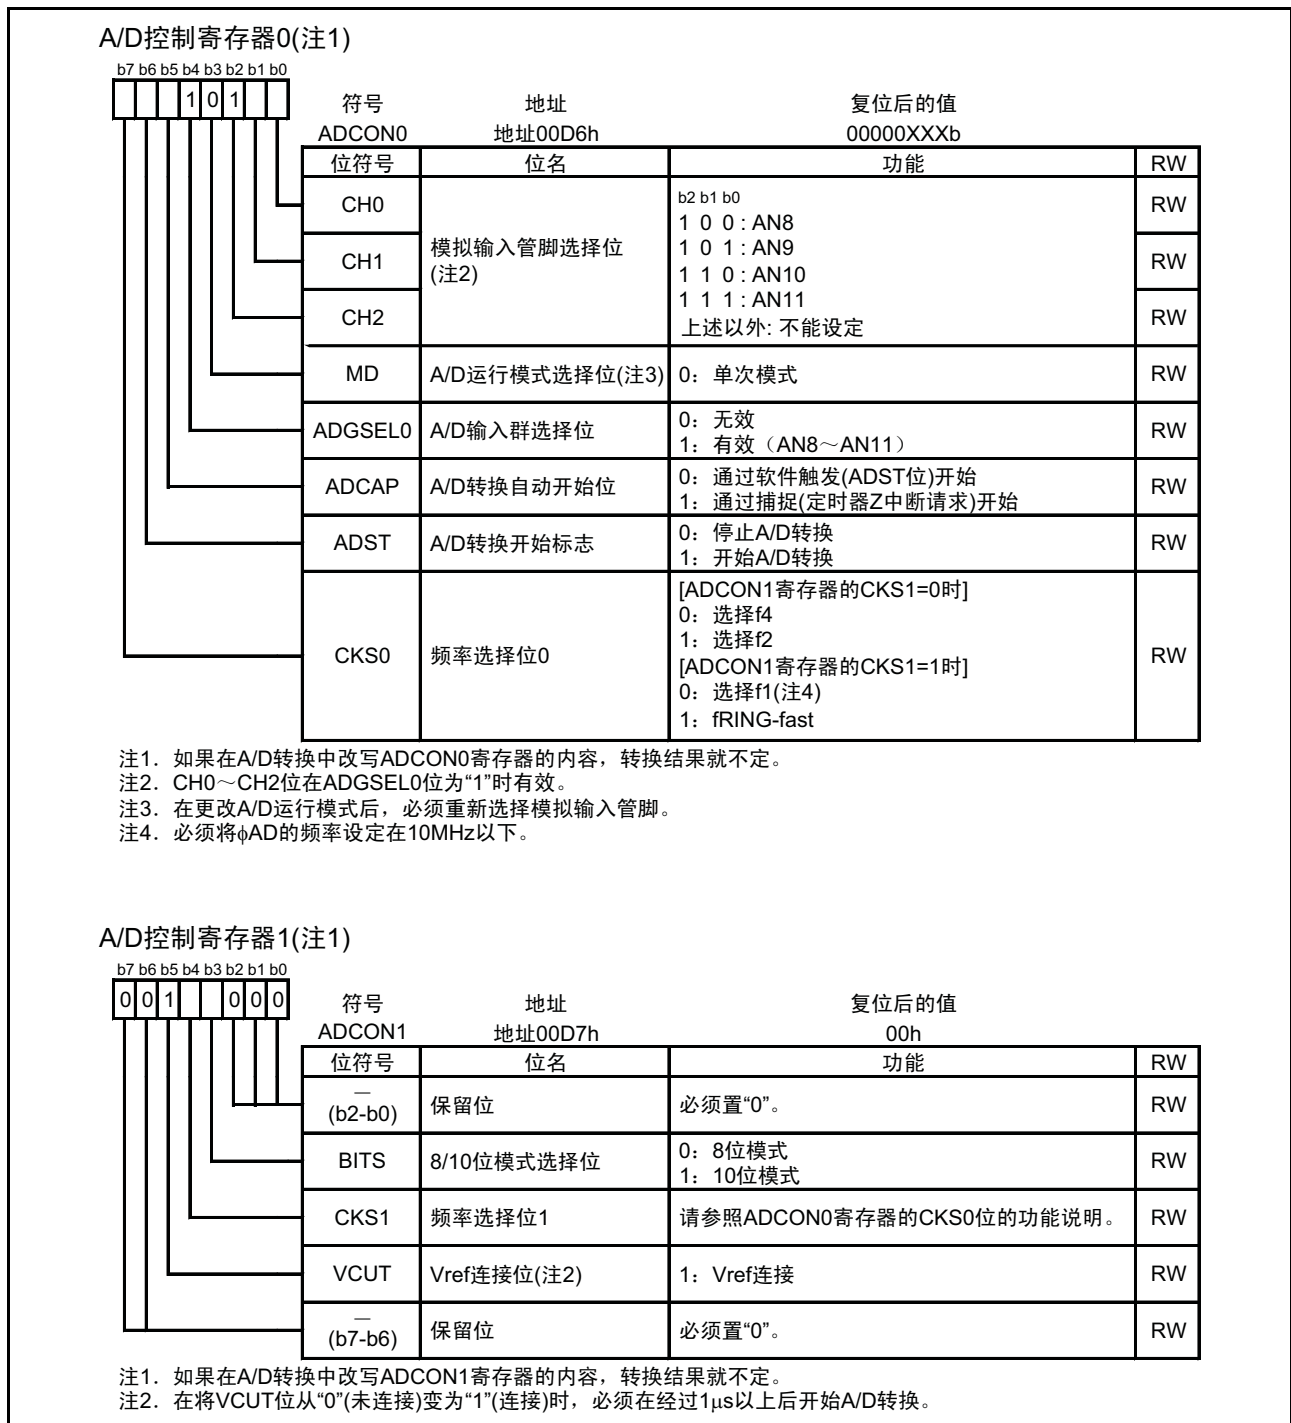 A/D控制寄存器0(注1)
b7 b6 b5 b4 b3 b2 b1 b0
1 0 1
符号 地址 复位后的值
ADCON0 地址00D6h 00000XXXb
位符号 位名 功能 RW
CH0 RW
CH1 RW
CH2 RW
模拟输入管脚选择位
(注2)
b2 b1 b0
1 0 0 : AN8
1 0 1 : AN9
1 1 0 : AN10
1 1 1 : AN11
上述以外: 不能设定
MD A/D运行模式选择位(注3) 0：单次模式 RW
ADGSEL0 A/D输入群选择位 0：无效
1：有效（AN8～AN11） RW
ADCAP A/D转换自动开始位 0：通过软件触发(ADST位)开始
1：通过捕捉(定时器Z中断请求)开始 RW
ADST A/D转换开始标志 0：停止A/D转换
1：开始A/D转换 RW
CKS0 频率选择位0 RW
[ADCON1寄存器的CKS1=0时]
0：选择f4
1：选择f2
[ADCON1寄存器的CKS1=1时]
0：选择f1(注4)
1：fRING-fast
注1．如果在A/D转换中改写ADCON0寄存器的内容，转换结果就不定。
注2．CH0～CH2位在ADGSEL0位为“1”时有效。
注3．在更改A/D运行模式后，必须重新选择模拟输入管脚。
注4．必须将ϕAD的频率设定在10MHz以下。
A/D控制寄存器1(注1)
b7 b6 b5 b4 b3 b2 b1 b0
0 0 1 0 0 0
符号 地址 复位后的值
ADCON1 地址00D7h 00h
位符号 位名 功能 RW
—
(b2-b0) 保留位 必须置“0”。 RW
BITS 8/10位模式选择位 0：8位模式
1：10位模式 RW
CKS1 频率选择位1 请参照ADCON0寄存器的CKS0位的功能说明。 RW
VCUT Vref连接位(注2) 1：Vref连接 RW
—
(b7-b6) 保留位 必须置“0”。 RW
注1．如果在A/D转换中改写ADCON1寄存器的内容，转换结果就不定。
注2．在将VCUT位从“0”(未连接)变为“1”(连接)时，必须在经过1μs以上后开始A/D转换。